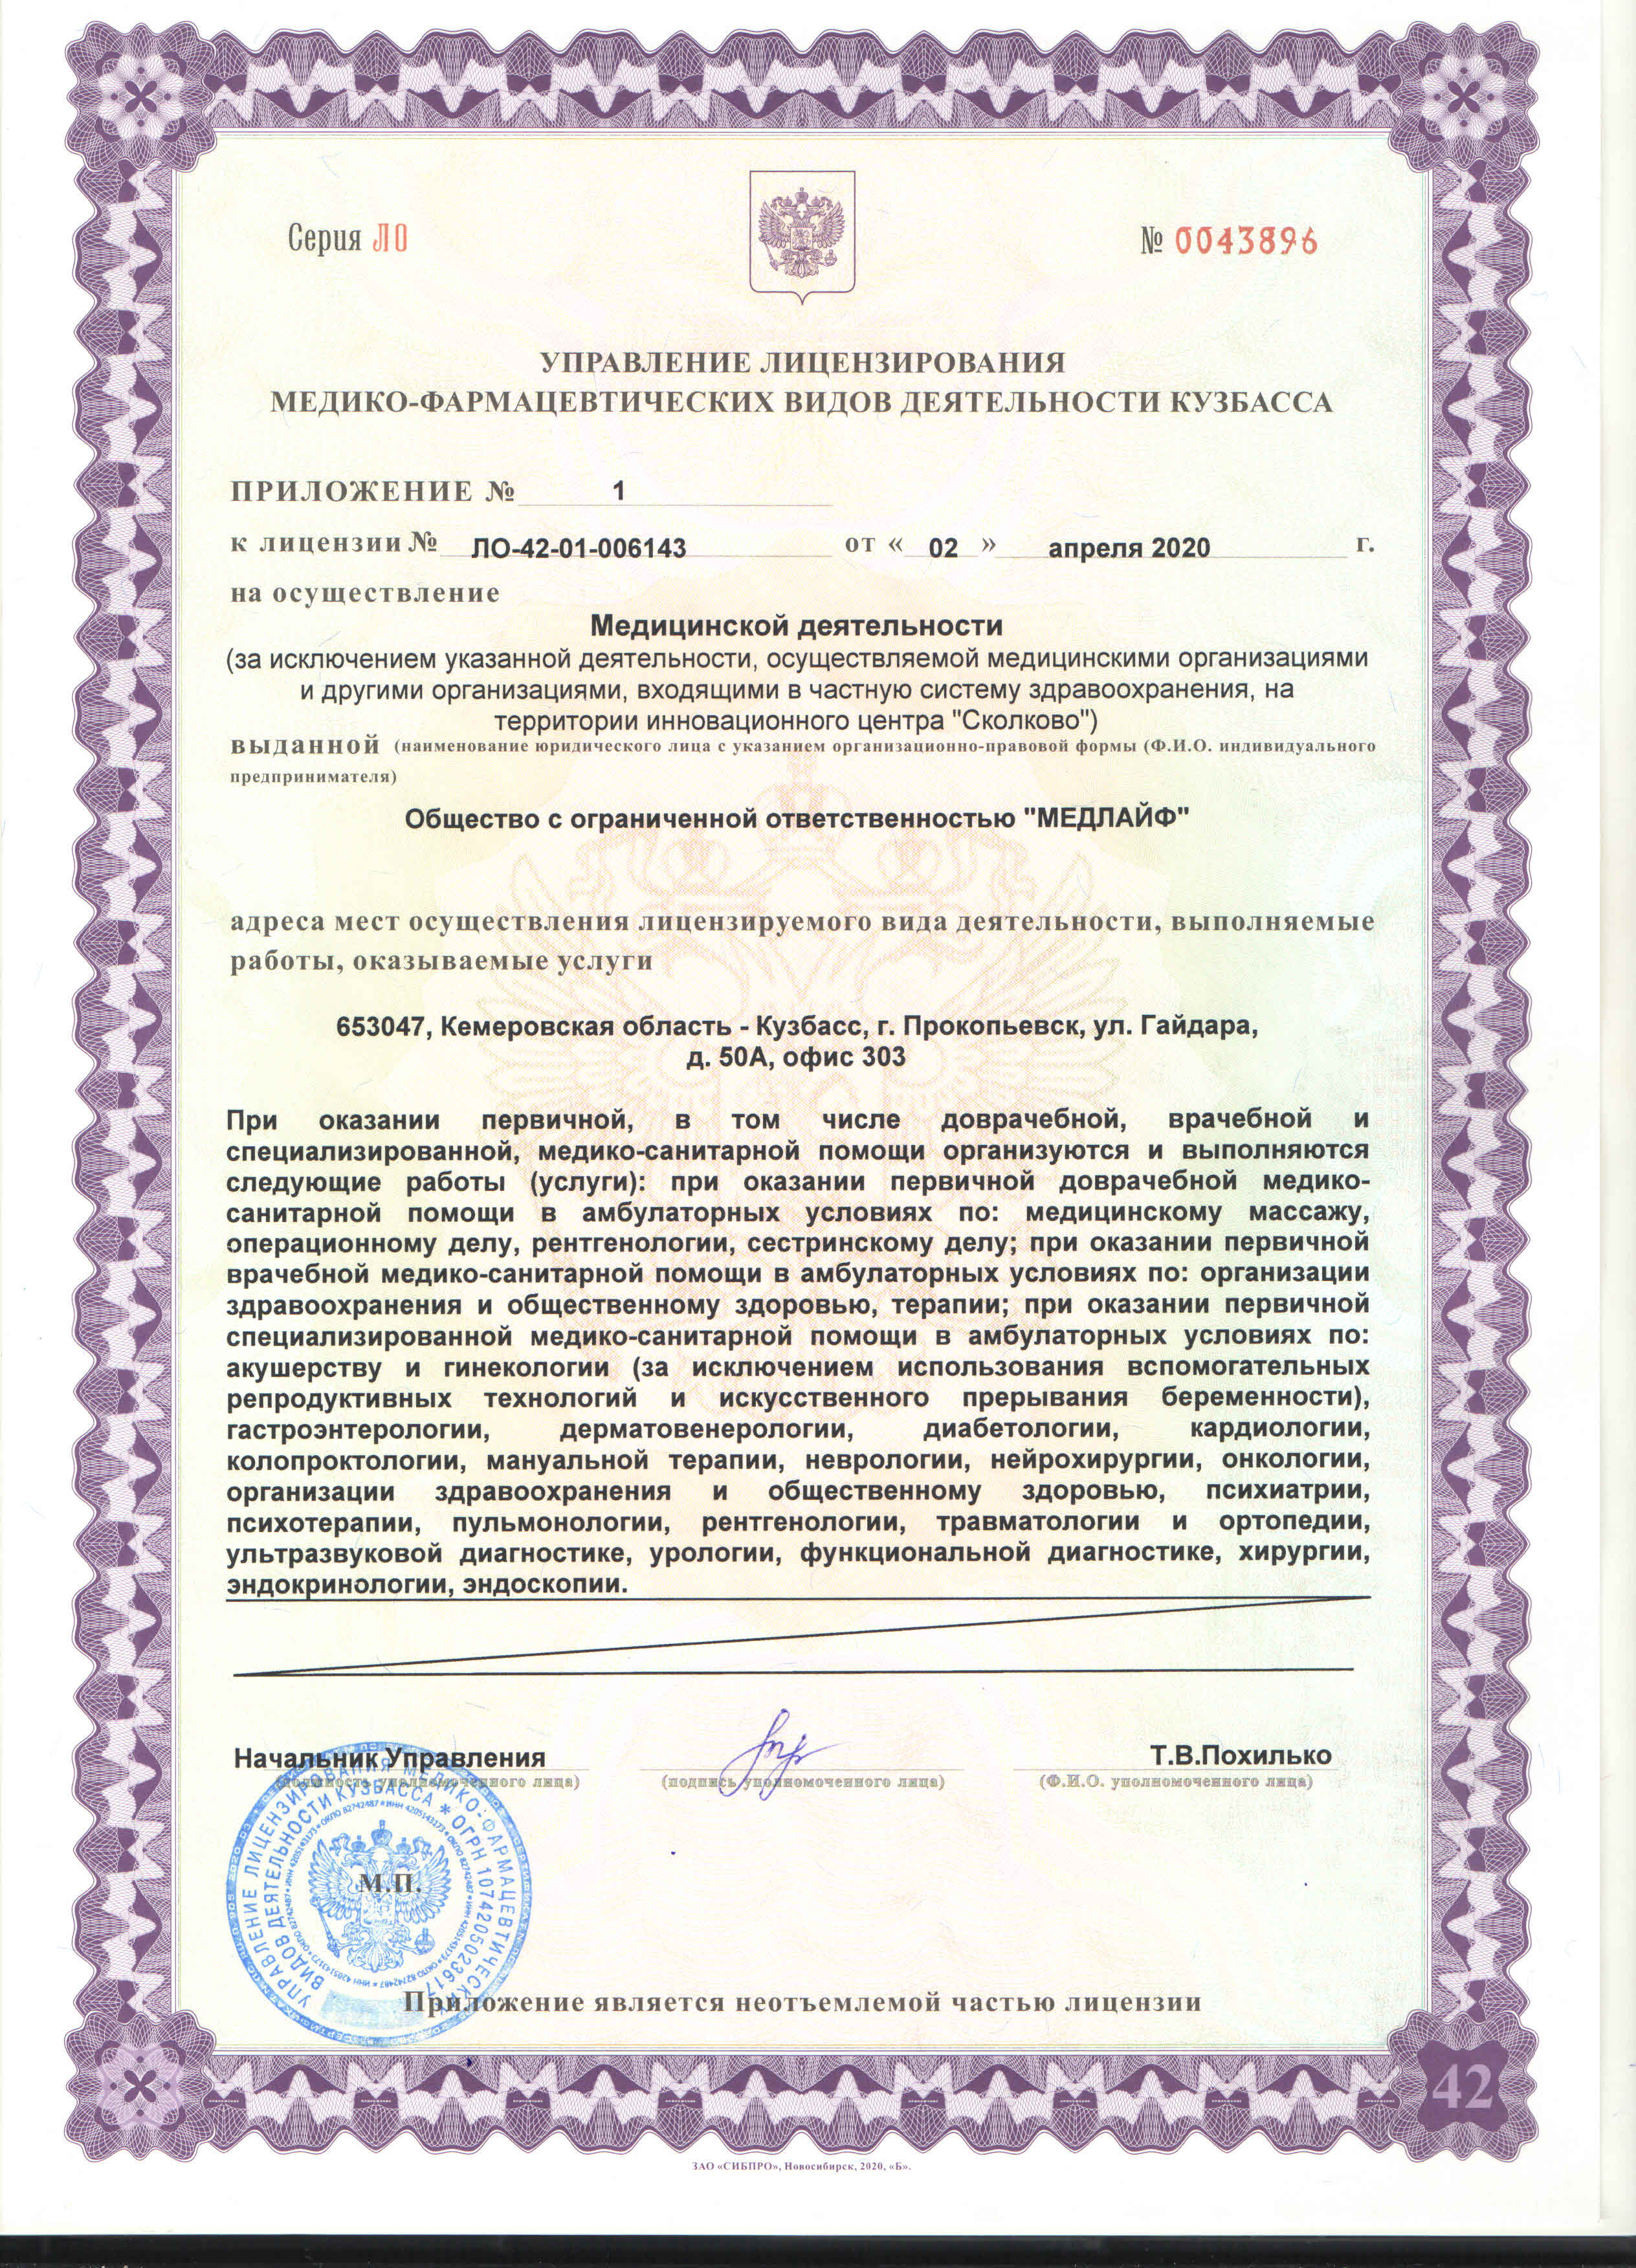 Серия ЛО
№ 0043896
УПРАВЛЕНИЕ ЛИЦЕНЗИРОВАНИЯ
МЕДИКО-ФАРМАЦЕВТИЧЕСКИХ ВИДОВ ДЕЯТЕЛЬНОСТИ КУЗБАССА
ПРИЛОЖЕНИЕ № 1
к лицензии № ЛО-42-01-006143 от « 02 » апреля 2020 г.
на осуществление
Медицинской деятельности
(за исключением указанной деятельности, осуществляемой медицинскими организациями
и другими организациями, входящими в частную систему здравоохранения, на
территории инновационного центра "Сколково")
выданной (наименование юридического лица с указанием организационно-правовой формы (Ф.И.О. индивидуального
предпринимателя)
Общество с ограниченной ответственностью "МЕДЛАЙФ"
адреса мест осуществления лицензируемого вида деятельности, выполняемые
работы, оказываемые услуги
653047, Кемеровская область - Кузбасс, г. Прокопьевск, ул. Гайдара,
д. 50А, офис 303
При оказании первичной, в том числе доврачебной, врачебной и
специализированной, медико-санитарной помощи организуются и выполняются
следующие работы (услуги): при оказании первичной доврачебной медико-
санитарной помощи в амбулаторных условиях по: медицинскому массажу,
операционному делу, рентгенологии, сестринскому делу; при оказании первичной
врачебной медико-санитарной помощи в амбулаторных условиях по: организации
здравоохранения и общественному здоровью, терапии; при оказании первичной
специализированной медико-санитарной помощи в амбулаторных условиях по:
акушерству и гинекологии (за исключением использования вспомогательных
репродуктивных технологий и искусственного прерывания беременности),
гастроэнтерологии, дерматовенерологии, диабетологии, кардиологии,
колопроктологии, мануальной терапии, неврологии, нейрохирургии, онкологии,
организации здравоохранения и общественному здоровью, психиатрии,
психотерапии, пульмонологии, рентгенологии, травматологии и ортопедии,
ультразвуковой диагностике, урологии, функциональной диагностике, хирургии,
эндокринологии, эндоскопии.
Начальник Управления
Т.В.Похилько
(должность уполномоченного лица)
(подпись уполномоченного лица)
(Ф.И.О. уполномоченного лица)
УПРАВЛЕНИЕ ЛИЦЕНЗИРОВАНИЯ МЕДИКО-ФАРМАЦЕВТИЧЕСКИХ
ВИДОВ ДЕЯТЕЛЬНОСТИ КУЗБАССА * ОГРН 1074205023617
ОКПО 82742487 * ИНН 4205143173
М.П.
Приложение является неотъемлемой частью лицензии
42
ЗАО «СИБПРО», Новосибирск, 2020, «Б».